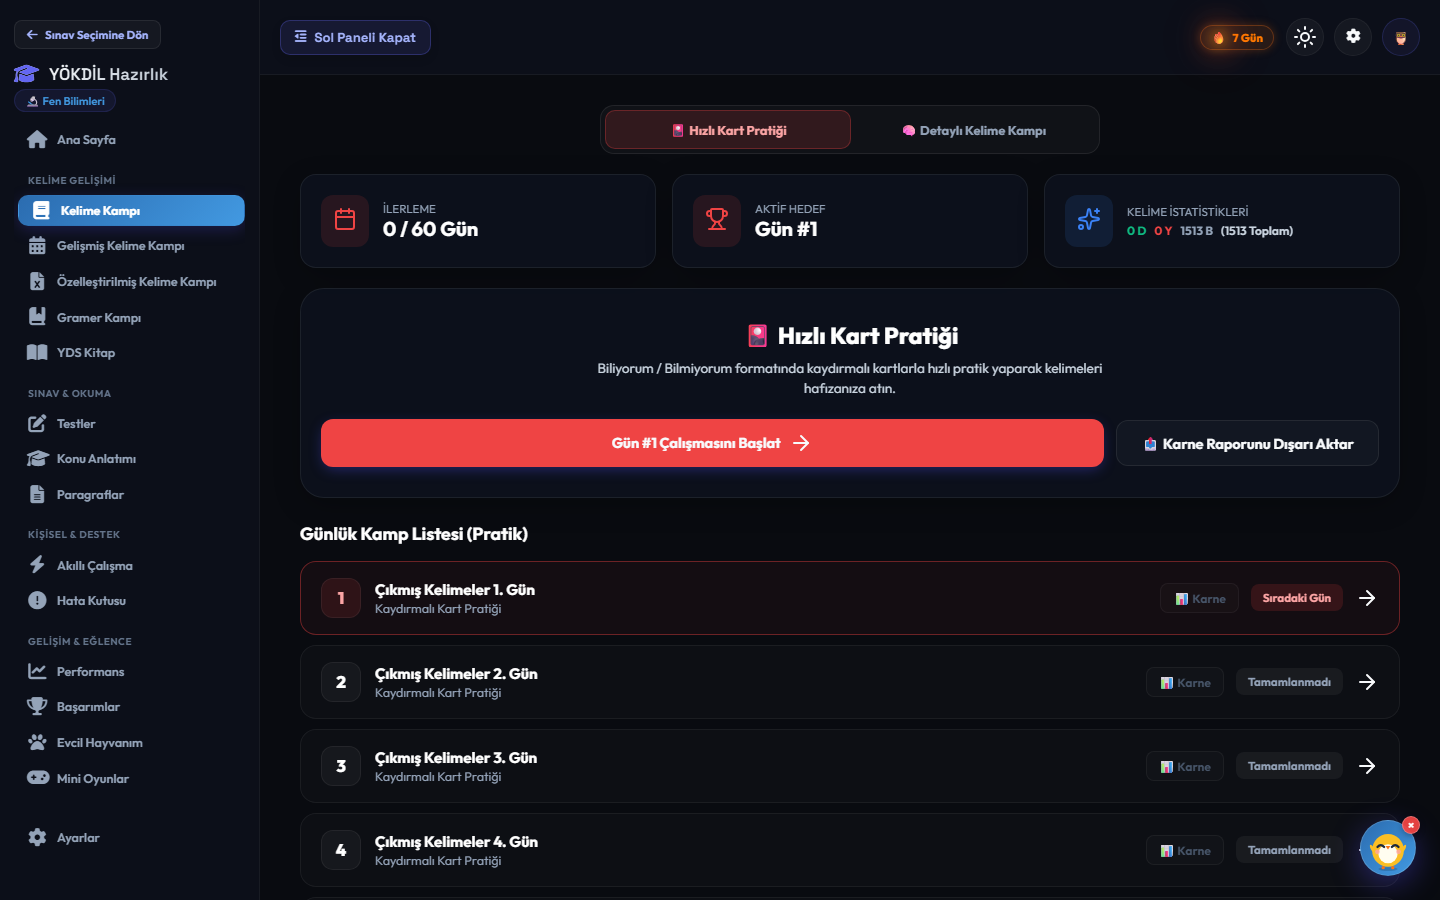 Sınav Seçimine Dön
YÖKDİL Hazırlık
Fen Bilimleri
Ana Sayfa
KELİME GELİŞİMİ
Kelime Kampı
Gelişmiş Kelime Kampı
Özelleştirilmiş Kelime Kampı
Gramer Kampı
YDS Kitap
SINAV & OKUMA
Testler
Konu Anlatımı
Paragraflar
KİŞİSEL & DESTEK
Akıllı Çalışma
Hata Kutusu
GELİŞİM & EĞLENCE
Performans
Başarımlar
Evcil Hayvanım
Mini Oyunlar
Ayarlar
Sol Paneli Kapat
7 Gün
Hızlı Kart Pratiği
Detaylı Kelime Kampı
İLERLEME
0 / 60 Gün
AKTİF HEDEF
Gün #1
KELİME İSTATİSTİKLERİ
0 D 0 Y 1513 B (1513 Toplam)
Hızlı Kart Pratiği
Biliyorum / Bilmiyorum formatında kaydırmalı kartlarla hızlı pratik yaparak kelimeleri
hafızanıza atın.
Gün #1 Çalışmasını Başlat
Karne Raporunu Dışarı Aktar
Günlük Kamp Listesi (Pratik)
1
Çıkmış Kelimeler 1. Gün
Kaydırmalı Kart Pratiği
Karne
Sıradaki Gün
2
Çıkmış Kelimeler 2. Gün
Kaydırmalı Kart Pratiği
Karne
Tamamlanmadı
3
Çıkmış Kelimeler 3. Gün
Kaydırmalı Kart Pratiği
Karne
Tamamlanmadı
4
Çıkmış Kelimeler 4. Gün
Kaydırmalı Kart Pratiği
Karne
Tamamlanmadı